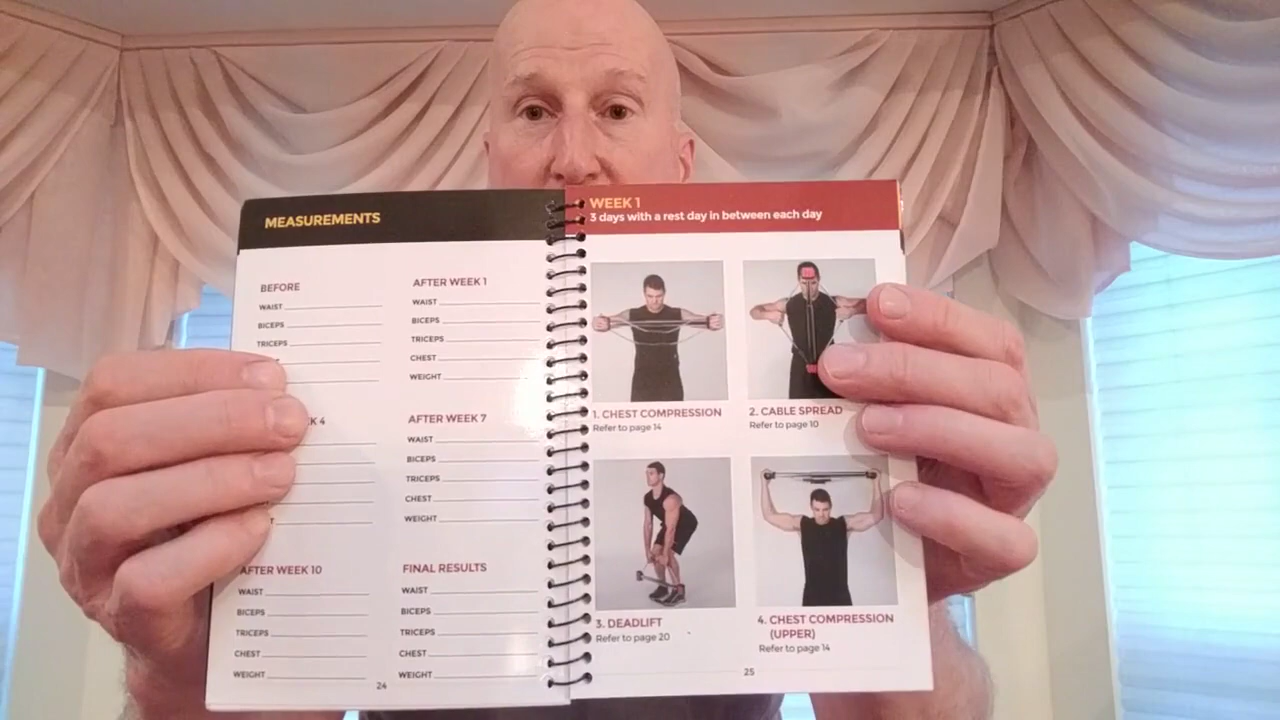 MEASUREMENTS
BEFORE
WAIST
BICEPS
TRICEPS
AFTER WEEK 1
WAIST
BICEPS
TRICEPS
CHEST
WEIGHT
4
AFTER WEEK 7
WAIST
BICEPS
TRICEPS
CHEST
WEIGHT
AFTER WEEK 10
WAIST
BICEPS
TRICEPS
CHEST
WEIGHT
FINAL RESULTS
WAIST
BICEPS
TRICEPS
CHEST
WEIGHT
24
WEEK 1
3 days with a rest day in between each day
1. CHEST COMPRESSION
Refer to page 14
2. CABLE SPREAD
Refer to page 10
3. DEADLIFT
Refer to page 20
4. CHEST COMPRESSION
(UPPER)
Refer to page 14
25